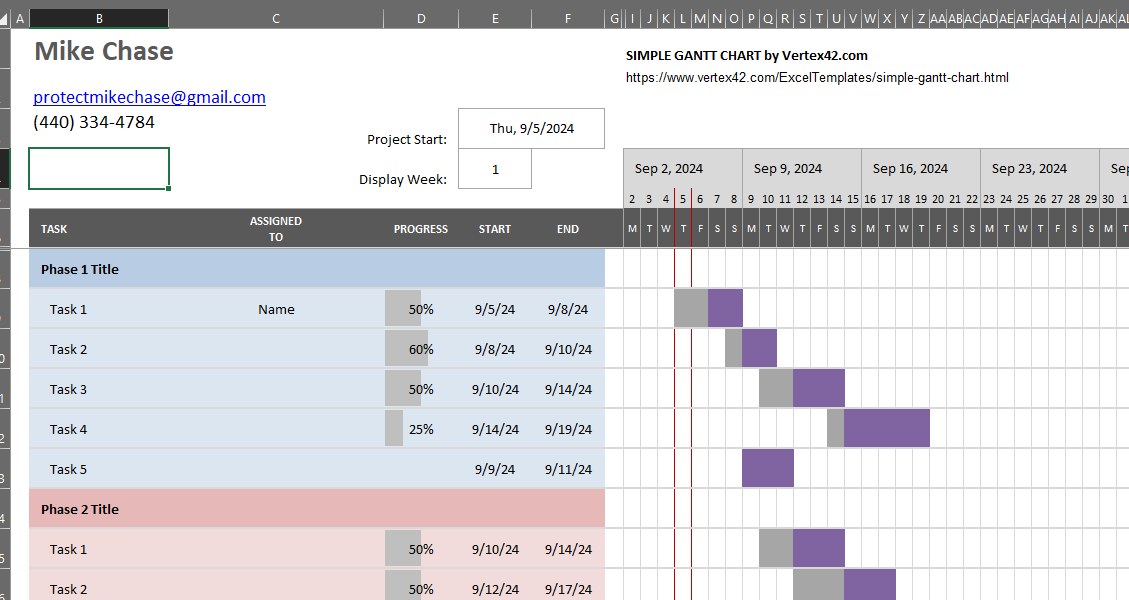 A B C D E F G I J K L M N O P Q R S T U V W X Y Z AA AB AC AD AE AF AG AH AI AJ AK AL
Mike Chase
SIMPLE GANTT CHART by Vertex42.com
https://www.vertex42.com/ExcelTemplates/simple-gantt-chart.html
protectmikechase@gmail.com
(440) 334-4784
Project Start: Thu, 9/5/2024
Display Week: 1
Sep 2, 2024 Sep 9, 2024 Sep 16, 2024 Sep 23, 2024
2 3 4 5 6 7 8 9 10 11 12 13 14 15 16 17 18 19 20 21 22 23 24 25 26 27 28 29 30
TASK ASSIGNED TO PROGRESS START END M T W T F S S M T W T F S S M T W T F S S M T W T F S S M T
Phase 1 Title
Task 1 Name 50% 9/5/24 9/8/24
Task 2 60% 9/8/24 9/10/24
Task 3 50% 9/10/24 9/14/24
Task 4 25% 9/14/24 9/19/24
Task 5 9/9/24 9/11/24
Phase 2 Title
Task 1 50% 9/10/24 9/14/24
Task 2 50% 9/12/24 9/17/24